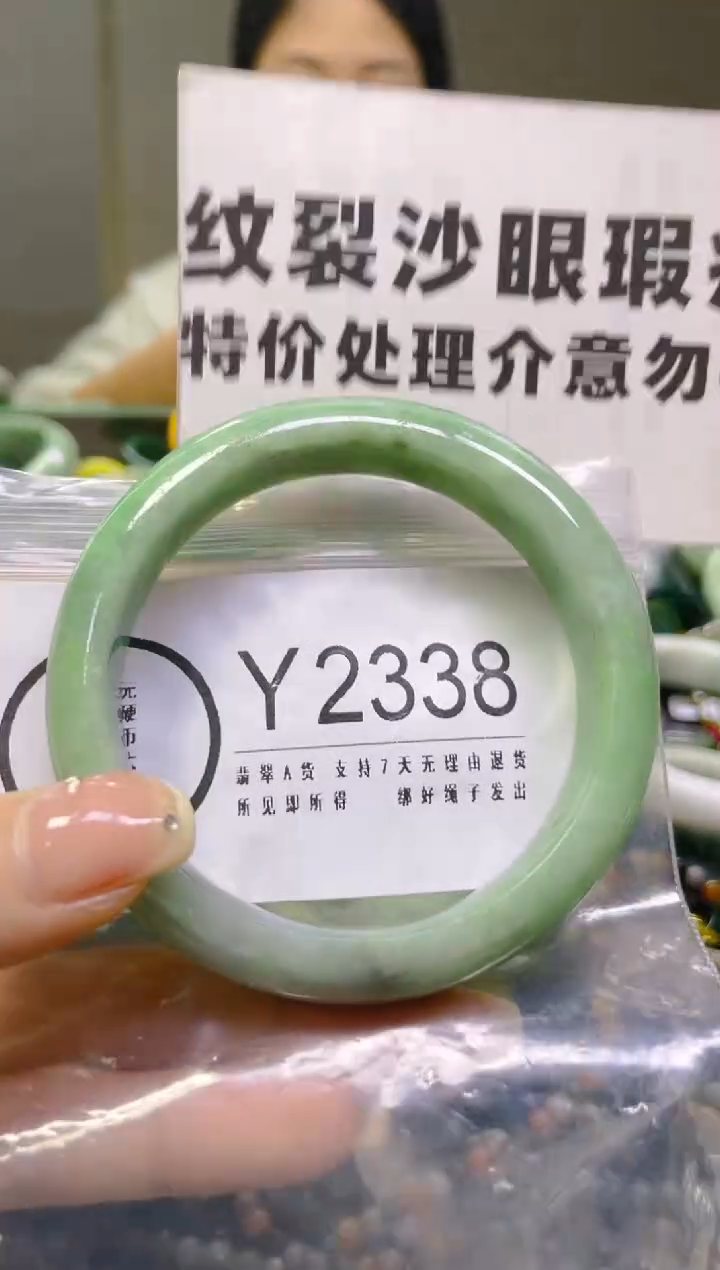 纹裂沙眼瑕
特价处理介意勿
Y2338
翡翠A货 支持7天无理由退货
所见即所得 绑好绳子发出